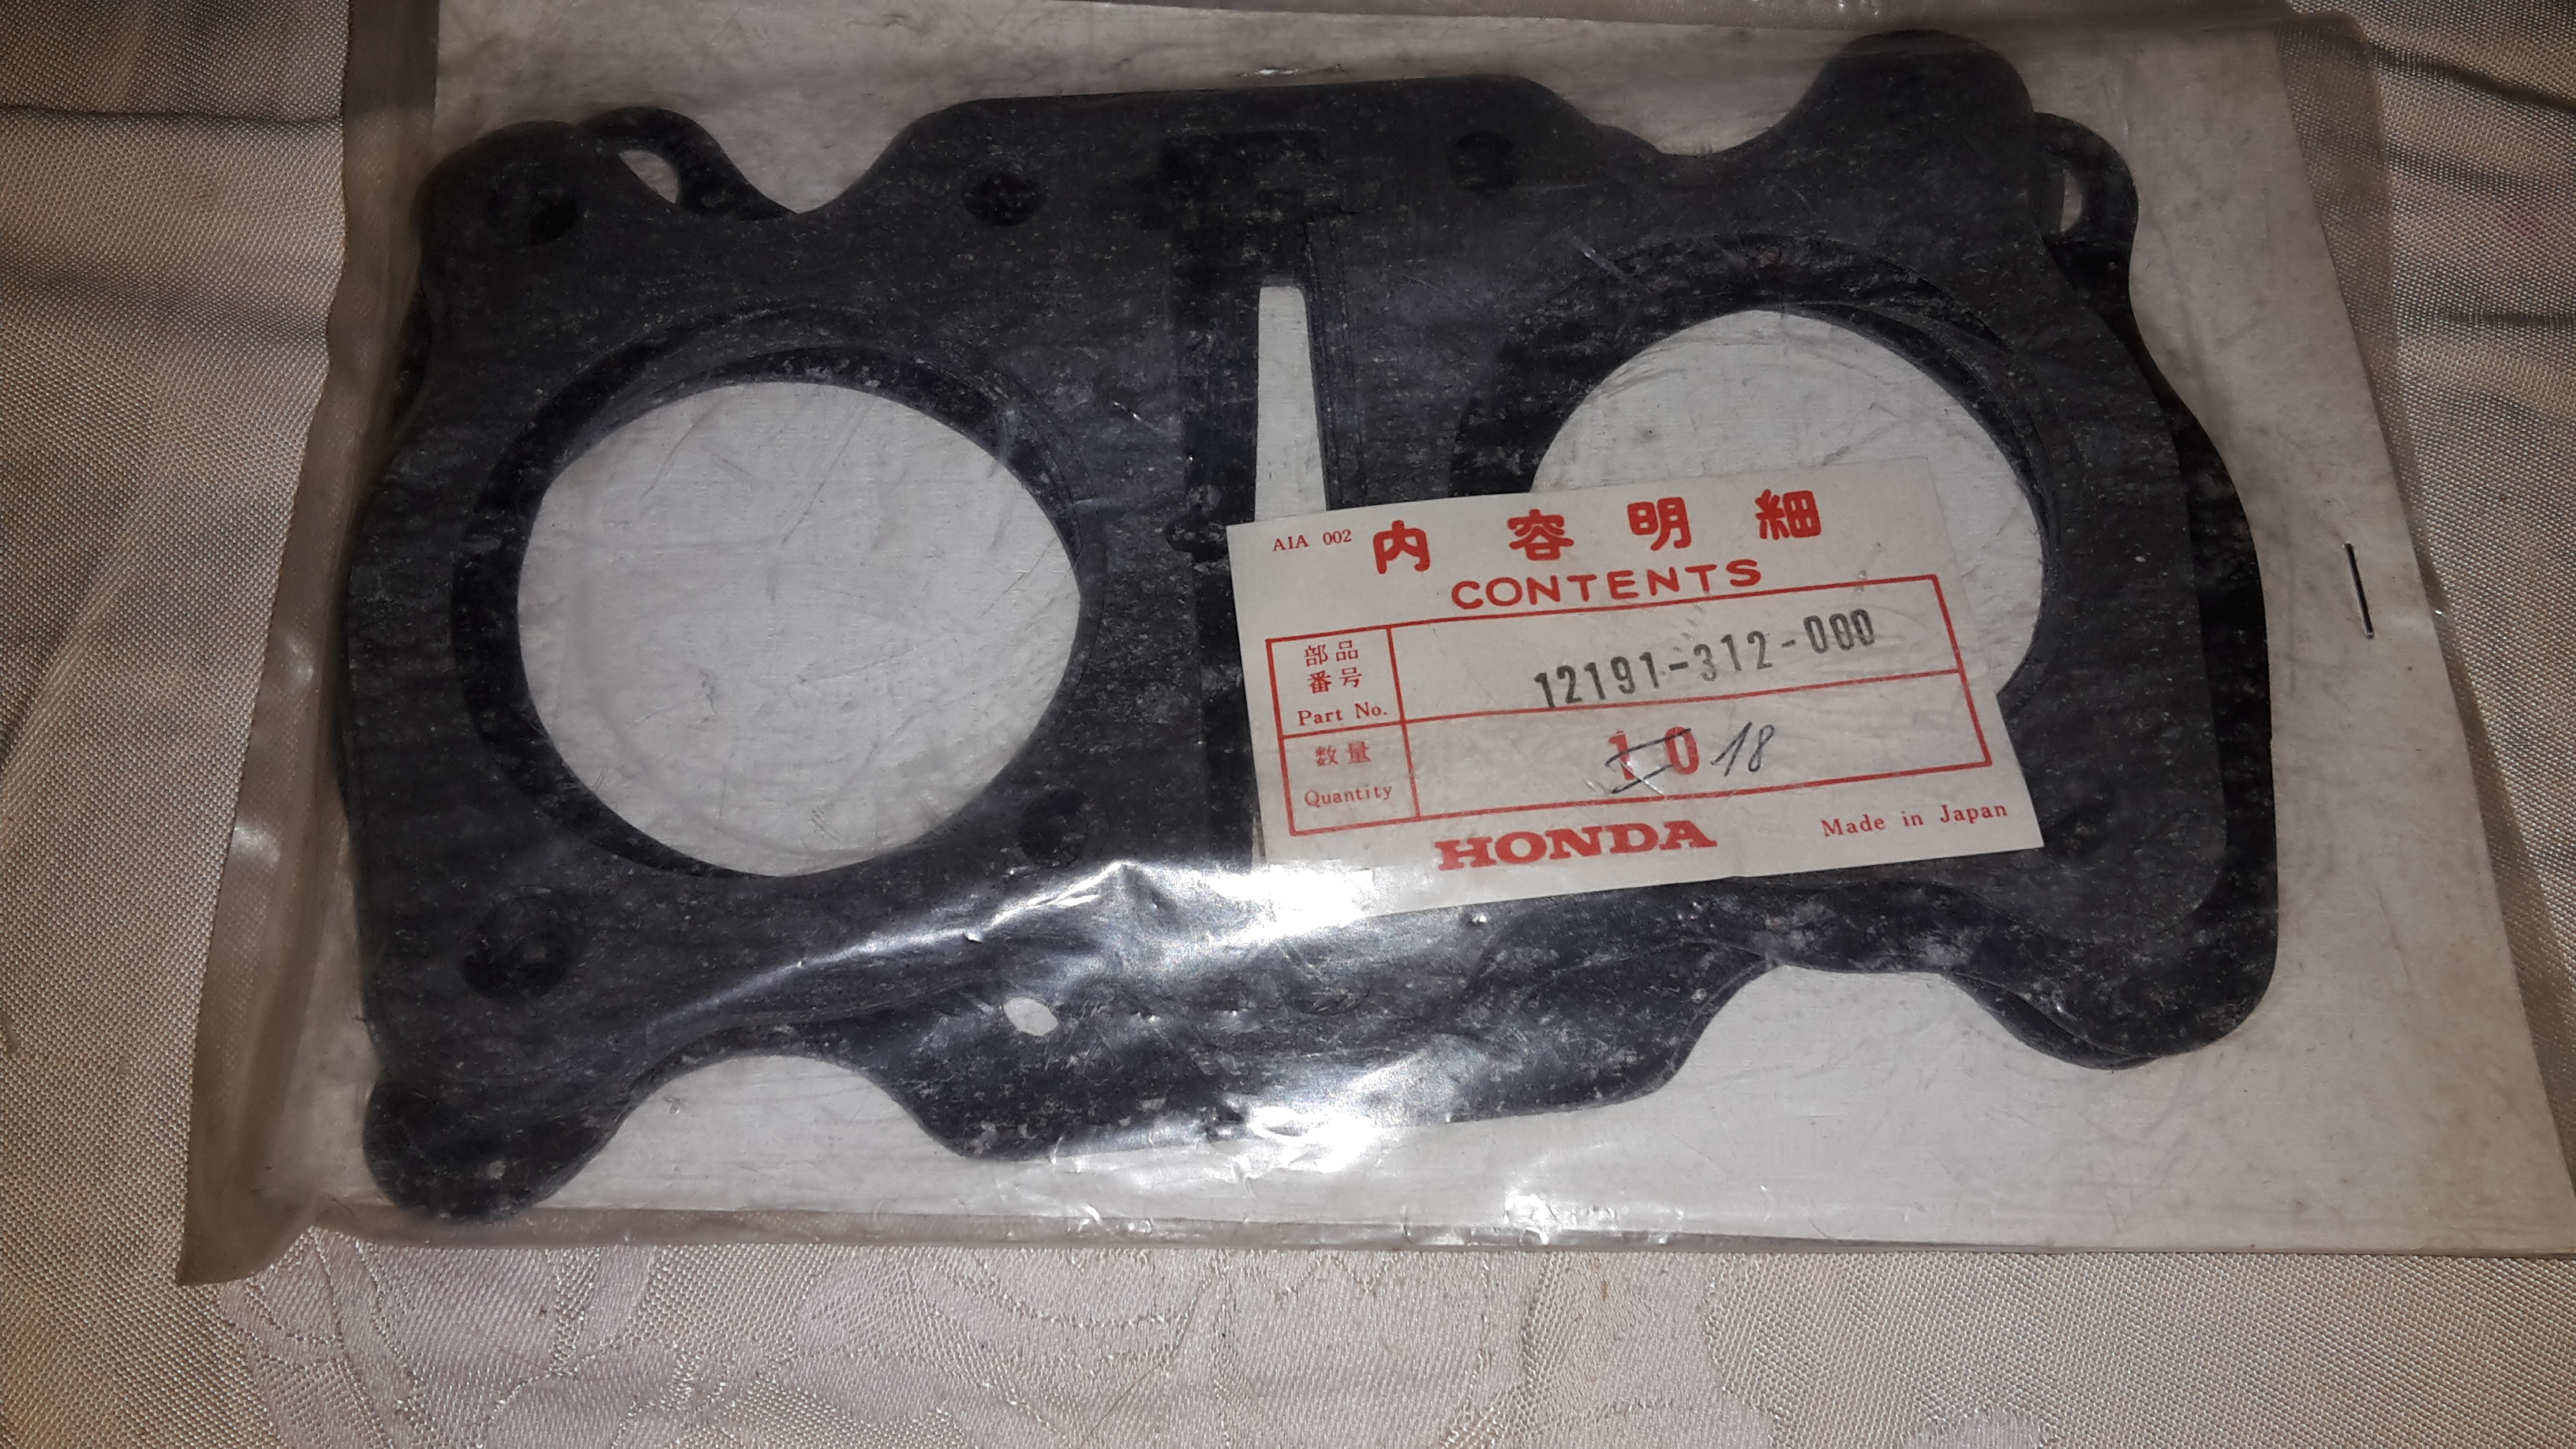 AIA 002
内容明細
CONTENTS
部品
番号
Part No.
12191-312-000
数量
Quantity
10 18
HONDA
Made in Japan